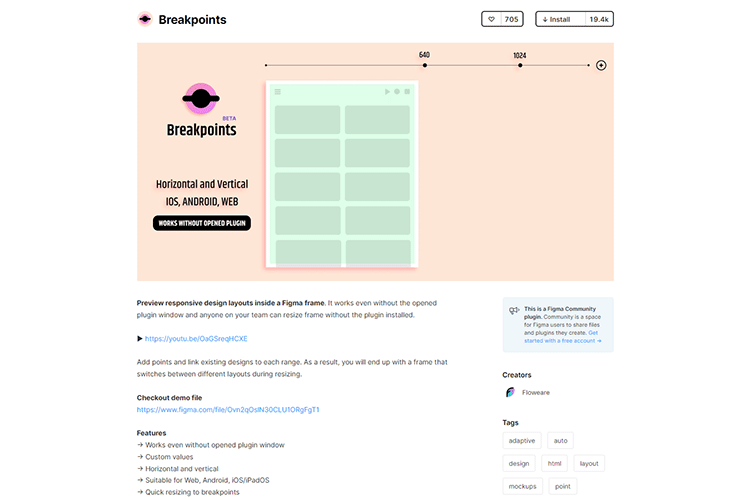 Breakpoints
705
↓ Install
19.4k
640
1024
BETA
Breakpoints
Horizontal and Vertical
IOS, ANDROID, WEB
WORKS WITHOUT OPENED PLUGIN
Preview responsive design layouts inside a Figma frame. It works even without the opened
plugin window and anyone on your team can resize frame without the plugin installed.
▶ https://youtu.be/OaGSreqHCXE
Add points and link existing designs to each range. As a result, you will end up with a frame that
switches between different layouts during resizing.
Checkout demo file
https://www.figma.com/file/Ovn2qOslN30CLU1ORgFgT1
Features
→ Works even without opened plugin window
→ Custom values
→ Horizontal and vertical
→ Suitable for Web, Android, iOS/iPadOS
→ Quick resizing to breakpoints
This is a Figma Community
plugin. Community is a space
for Figma users to share files
and plugins they create. Get
started with a free account →
Creators
Floweare
Tags
adaptive
auto
design
html
layout
mockups
point